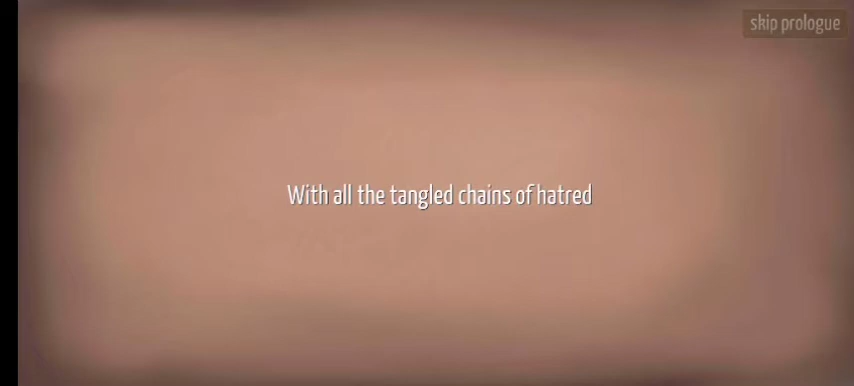 skip prologue
With all the tangled chains of hatred